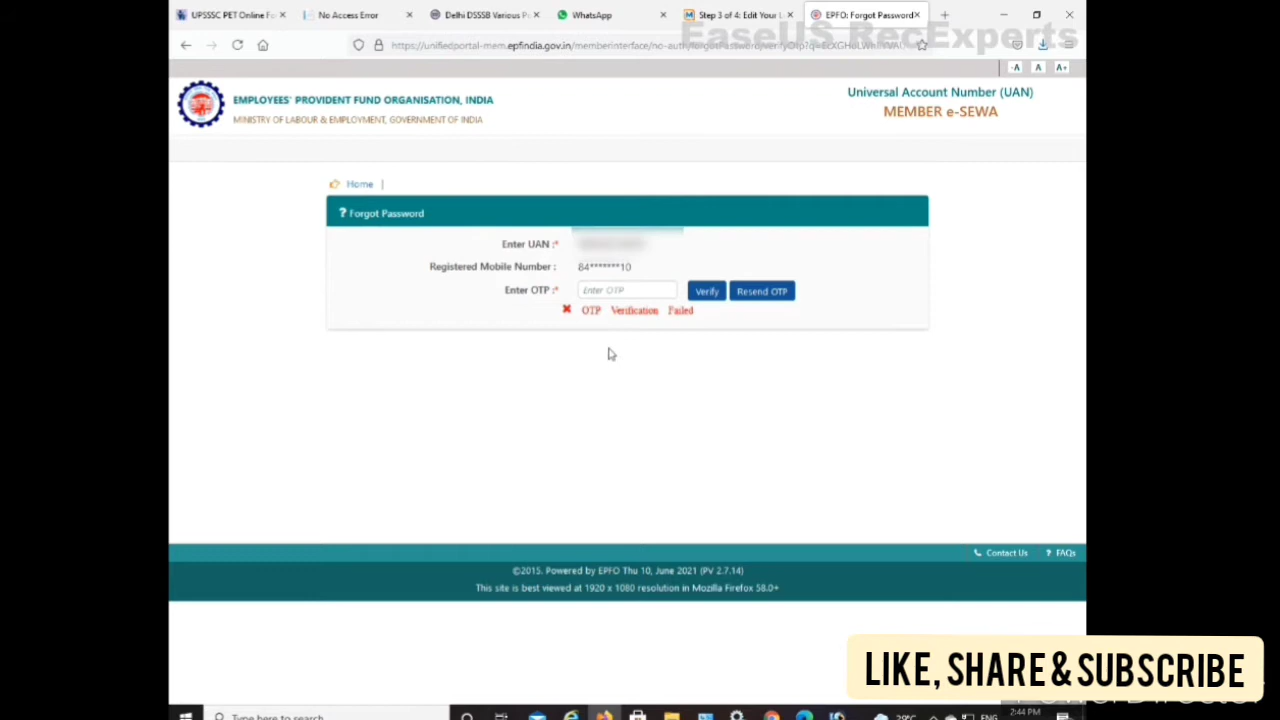 UPSSSC PET Online Fo
No Access Error
Delhi DSSSB Various P
WhatsApp
Step 3 of 4: Edit Your L
EPFO: Forgot Password
EaseUS RecExperts
-A A A+
EMPLOYEES' PROVIDENT FUND ORGANISATION, INDIA
MINISTRY OF LABOUR & EMPLOYMENT, GOVERNMENT OF INDIA
Universal Account Number (UAN)
MEMBER e-SEWA
Home |
? Forgot Password
Enter UAN :*
Registered Mobile Number : 84*******10
Enter OTP :* Enter OTP Verify Resend OTP
✖ OTP Verification Failed
Contact Us ? FAQs
©2015. Powered by EPFO Thu 10, June 2021 (PV 2.7.14)
This site is best viewed at 1920 x 1080 resolution in Mozilla Firefox 58.0+
LIKE, SHARE & SUBSCRIBE
Type here to search
29°C
ENG
2:44 PM